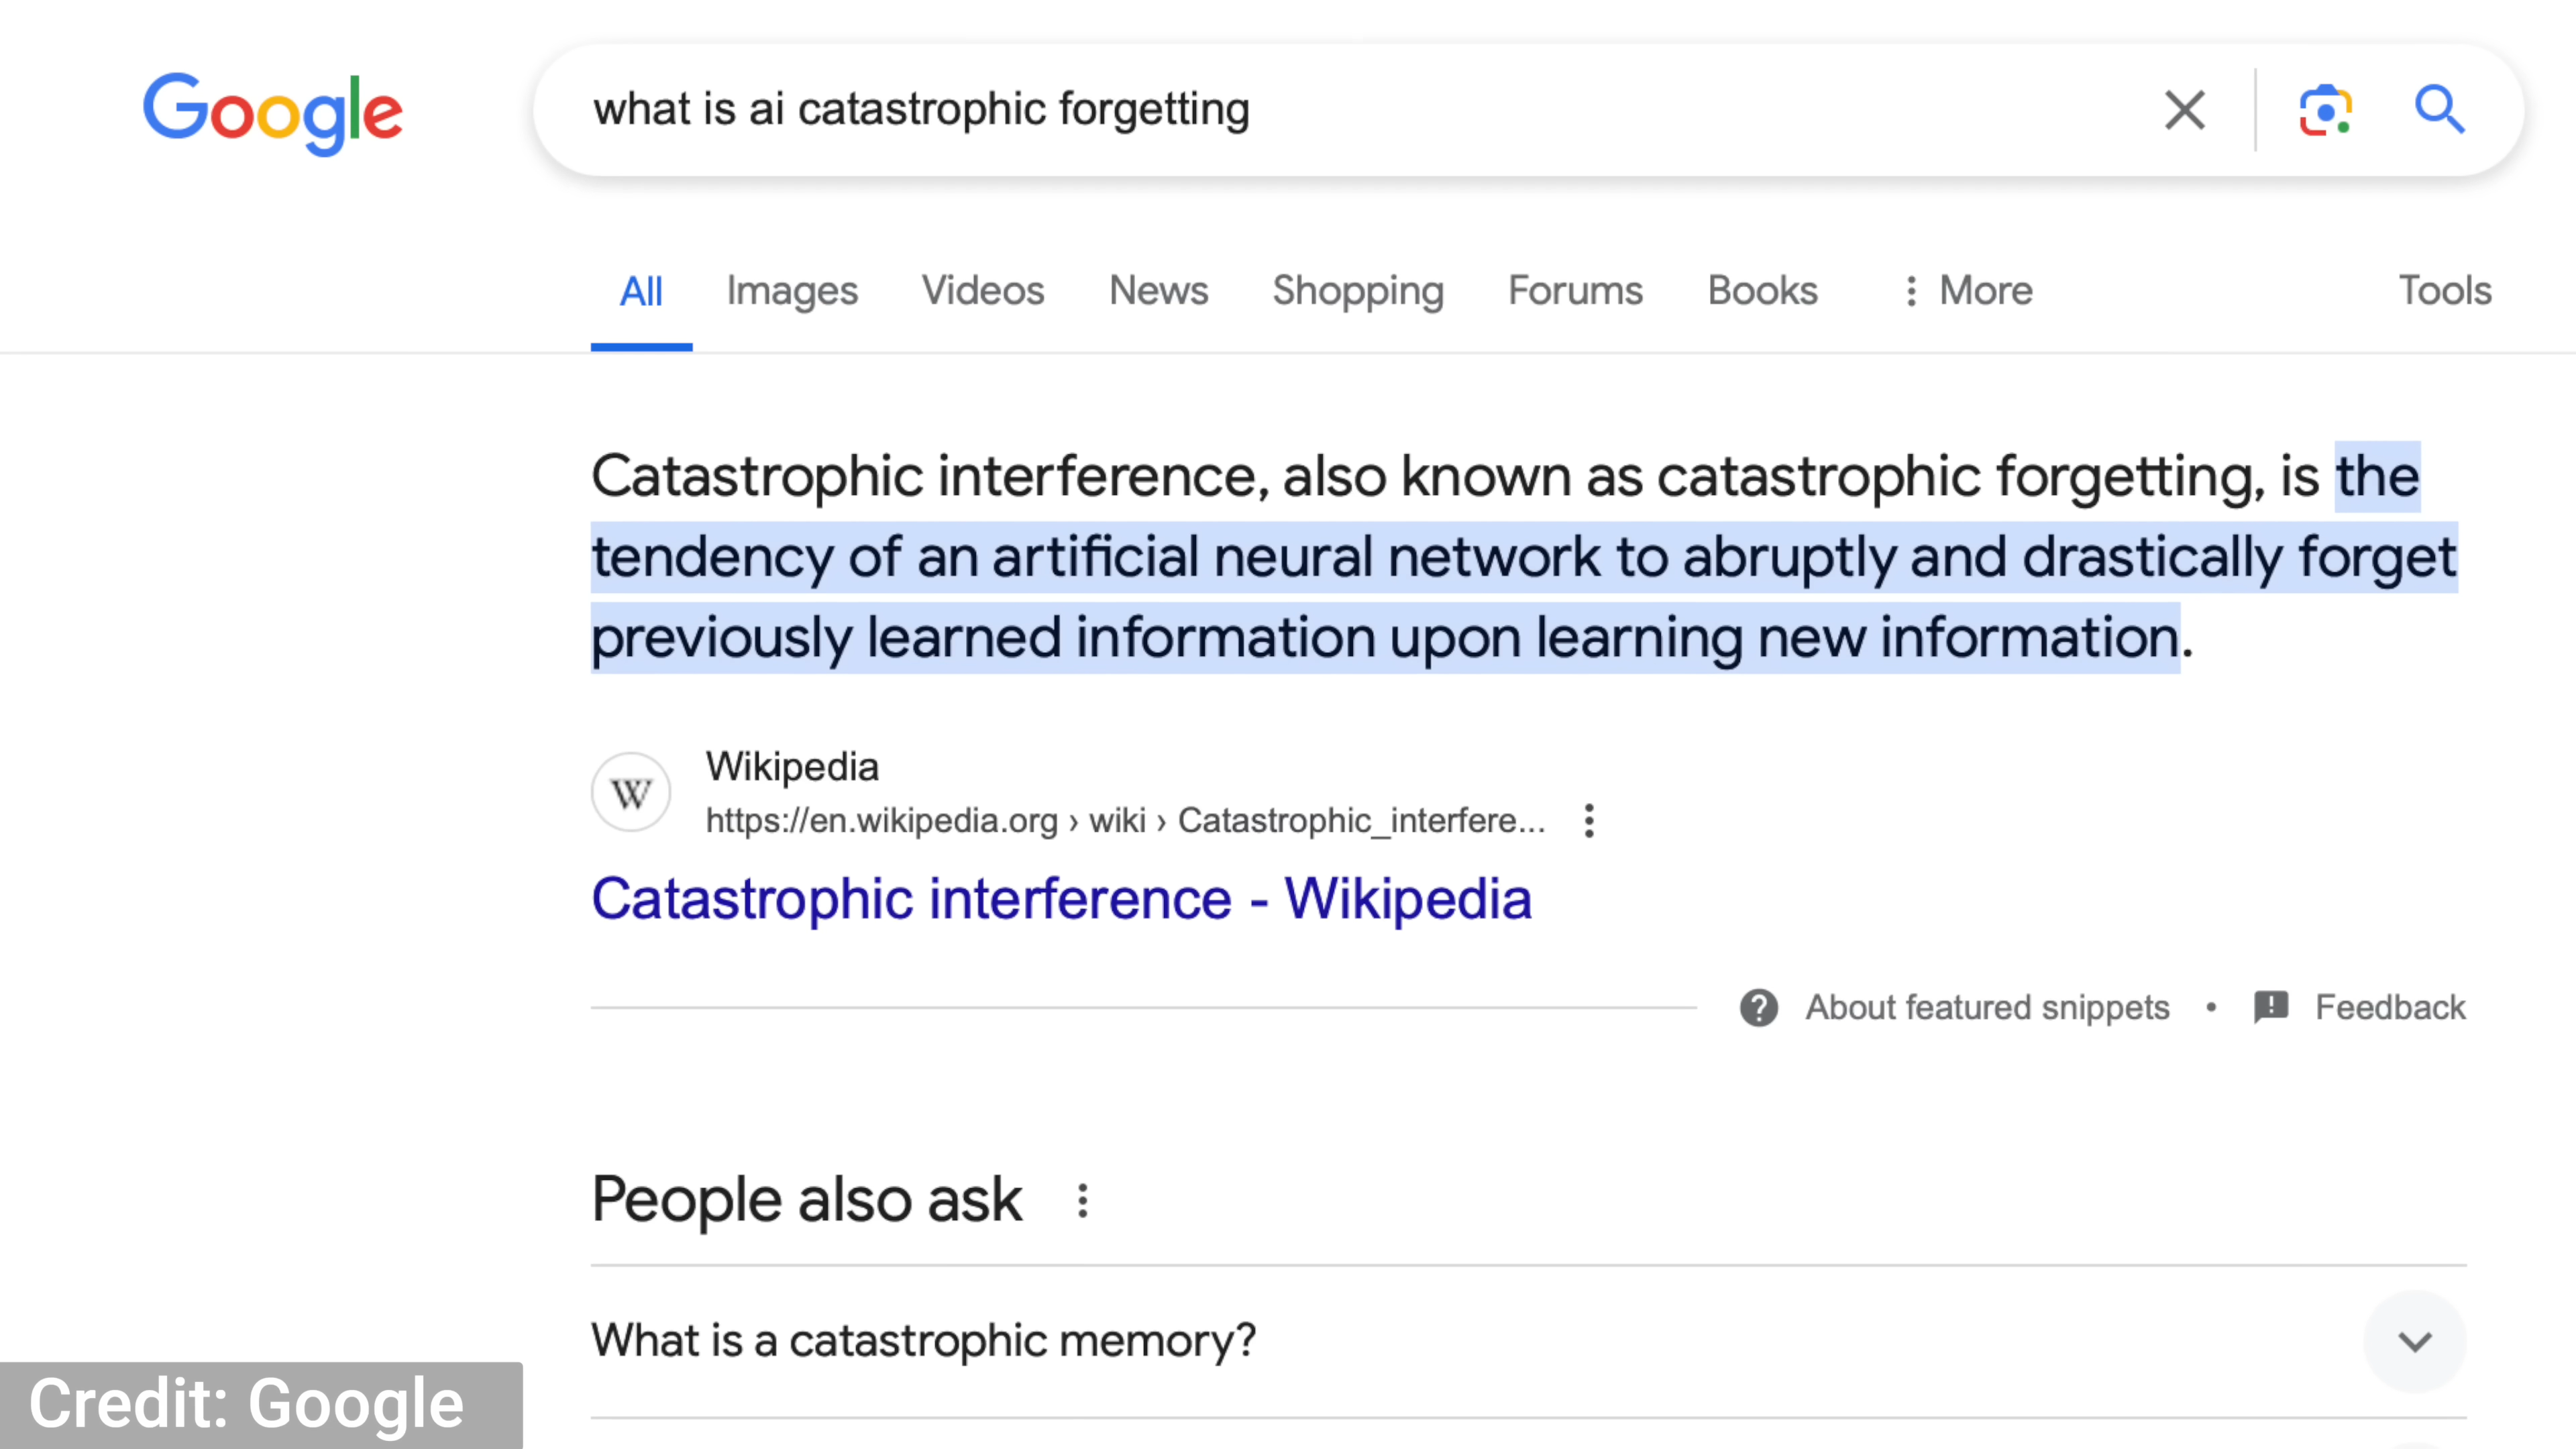 Google
what is ai catastrophic forgetting
All Images Videos News Shopping Forums Books More Tools
Catastrophic interference, also known as catastrophic forgetting, is the
tendency of an artificial neural network to abruptly and drastically forget
previously learned information upon learning new information.
W
Wikipedia
https://en.wikipedia.org › wiki › Catastrophic_interfere...
Catastrophic interference - Wikipedia
About featured snippets • Feedback
People also ask
What is a catastrophic memory?
Credit: Google